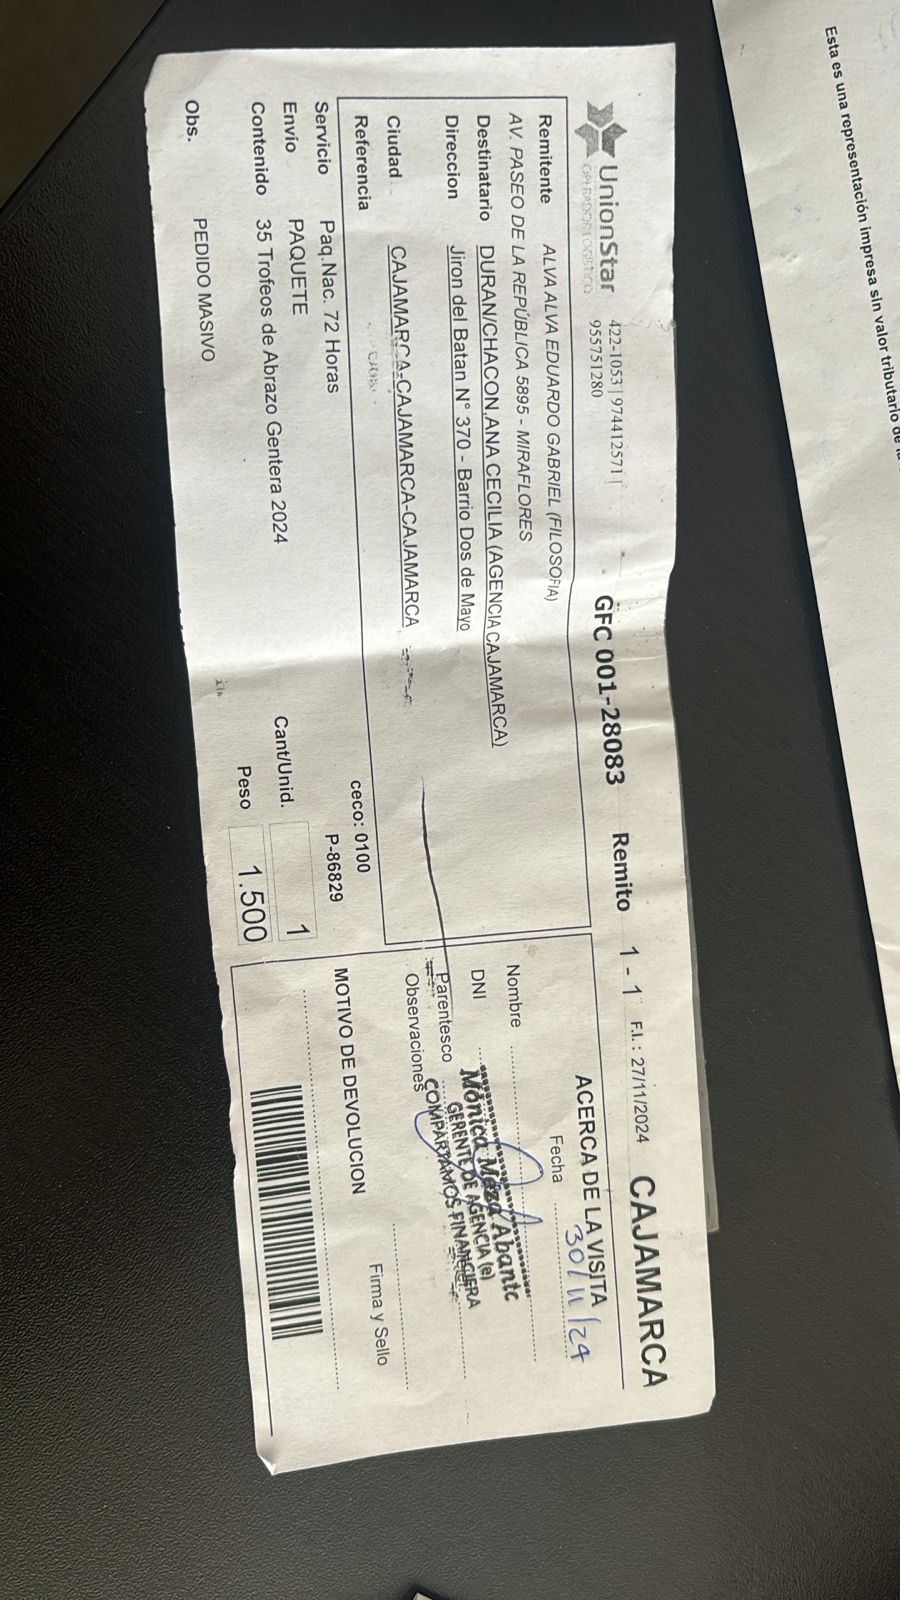 UnionStar
OPERADOR LOGISTICO
422-1053 | 974412571 |
955751280
GFC 001-28083
Remito
1 - 1
F.I. : 27/11/2024
CAJAMARCA
Remitente ALVA ALVA EDUARDO GABRIEL (FILOSOFIA)
AV. PASEO DE LA REPÚBLICA 5895 - MIRAFLORES
Destinatario DURAN/CHACON,ANA CECILIA (AGENCIA CAJAMARCA)
Direccion Jiron del Batan N° 370 - Barrio Dos de Mayo
Ciudad CAJAMARCA-CAJAMARCA-CAJAMARCA
Referencia
ceco: 0100
Servicio Paq.Nac. 72 Horas
P-86829
Envío PAQUETE
Cant/Unid. 1
Contenido 35 Trofeos de Abrazo Gentera 2024
Peso 1.500
Obs. PEDIDO MASIVO
ACERCA DE LA VISITA
Fecha 30/11/24
Nombre
DNI
Parentesco
Observaciones
Mónica Meza Abanto
GERENTE DE AGENCIA (e)
COMPARTAMOS FINANCIERA
Firma y Sello
MOTIVO DE DEVOLUCION
Esta es una representación impresa sin valor tributario de